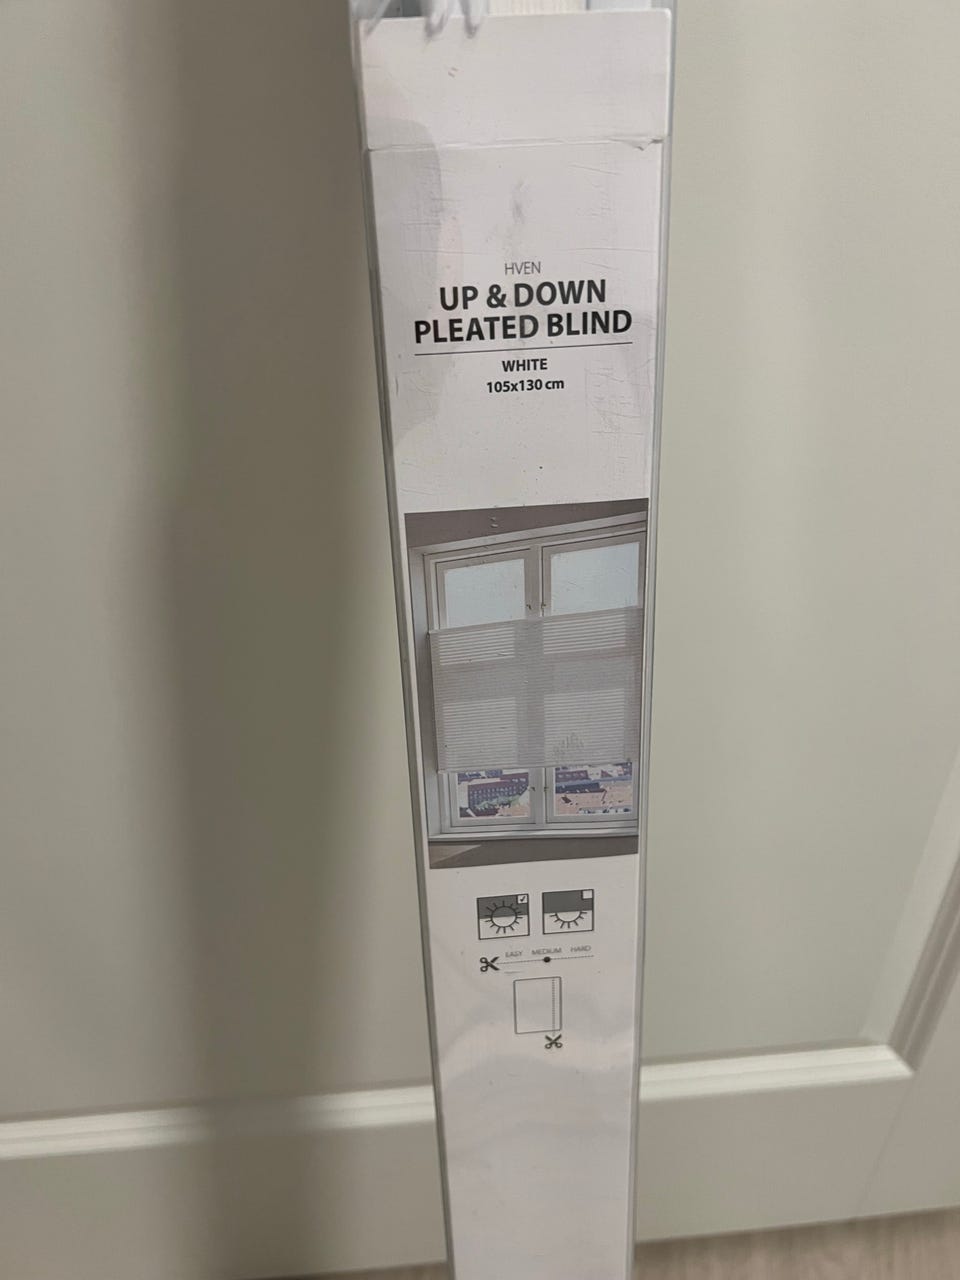 HVEN
UP & DOWN
PLEATED BLIND
WHITE
105x130 cm
EASY MEDIUM HARD